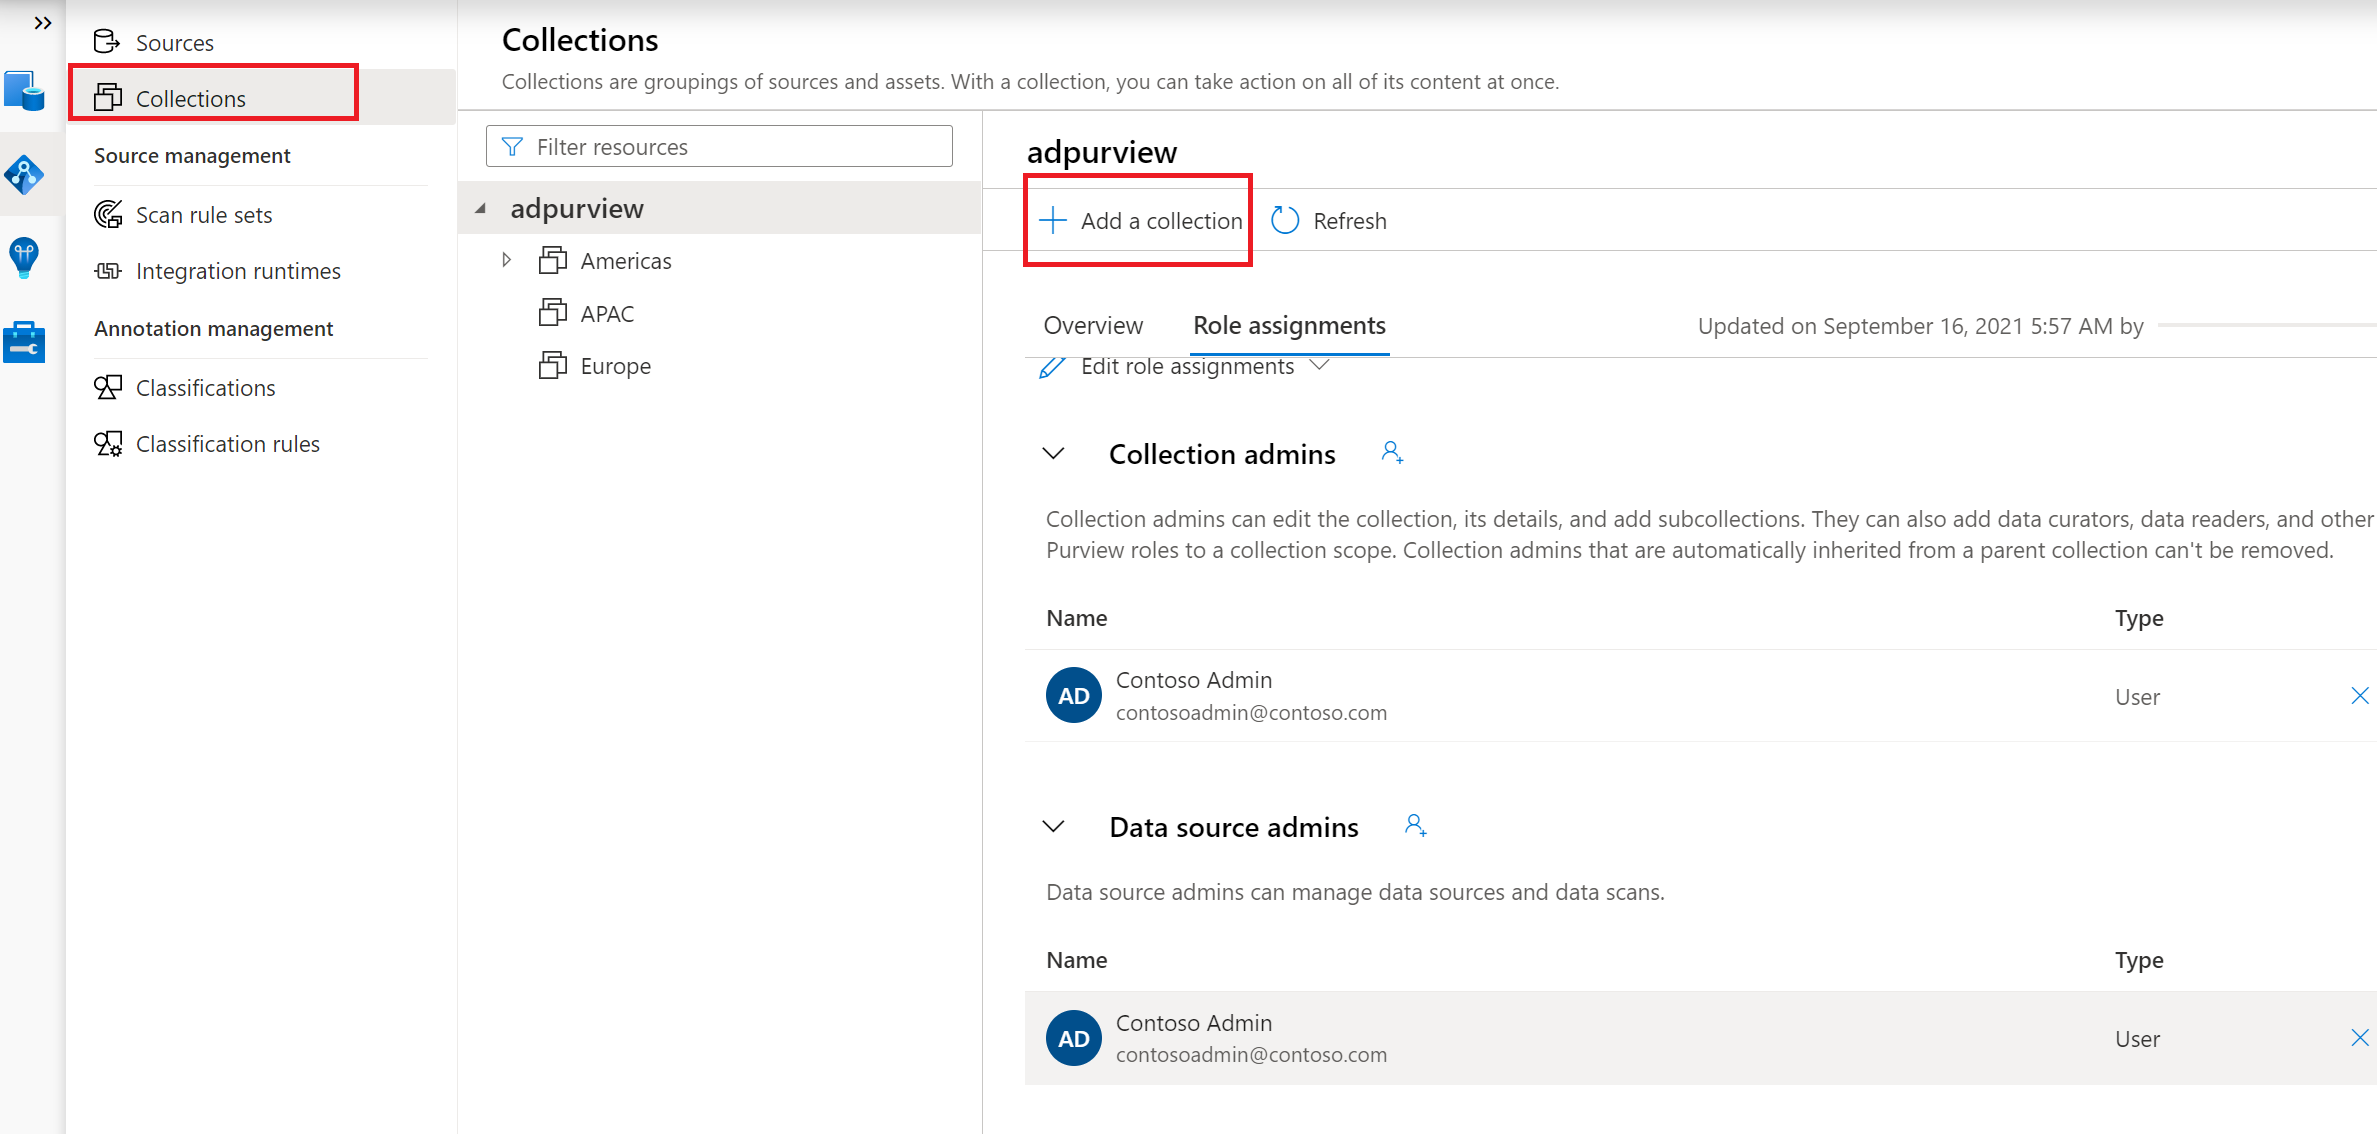 Sources
Collections
Source management
Scan rule sets
Integration runtimes
Annotation management
Classifications
Classification rules
Collections
Collections are groupings of sources and assets. With a collection, you can take action on all of its content at once.
Filter resources
adpurview
Americas
APAC
Europe
adpurview
Add a collection
Refresh
Overview
Role assignments
Updated on September 16, 2021 5:57 AM by
Edit role assignments
Collection admins
Collection admins can edit the collection, its details, and add subcollections. They can also add data curators, data readers, and other
Purview roles to a collection scope. Collection admins that are automatically inherited from a parent collection can't be removed.
Name
Type
AD
Contoso Admin
contosoadmin@contoso.com
User
Data source admins
Data source admins can manage data sources and data scans.
Name
Type
AD
Contoso Admin
contosoadmin@contoso.com
User